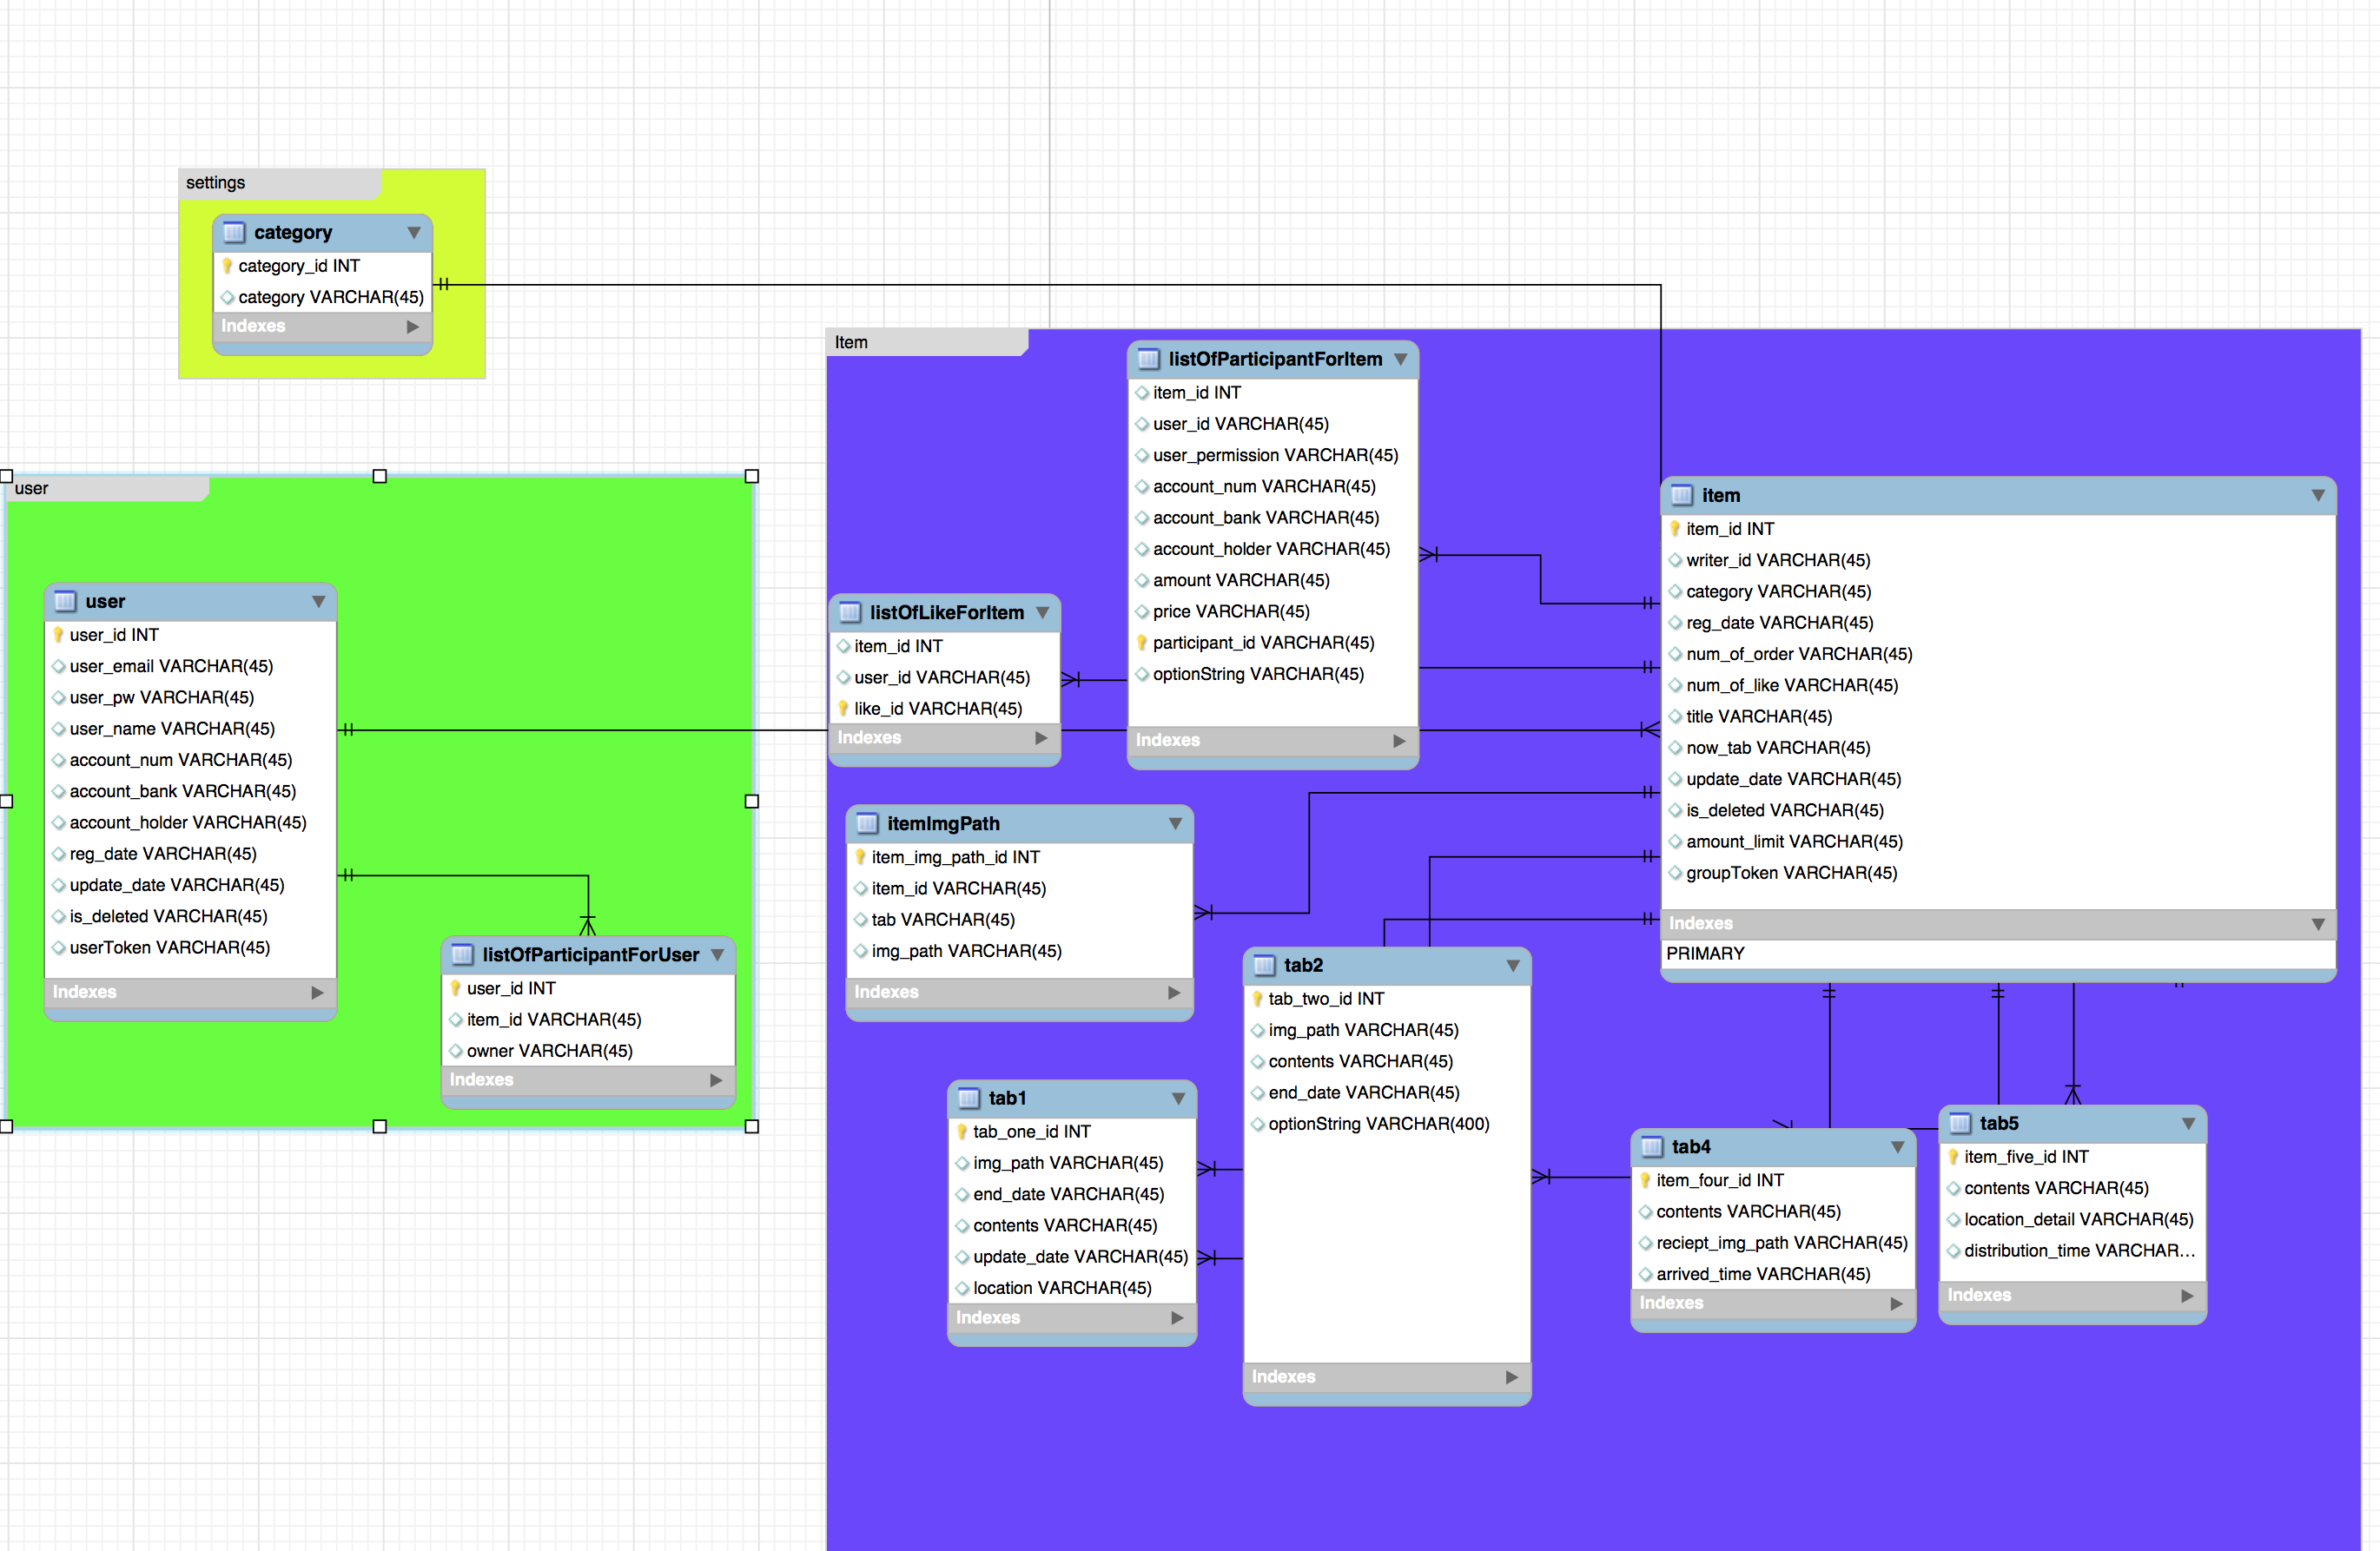 settings
category
category_id INT
category VARCHAR(45)
Indexes
user
user
user_id INT
user_email VARCHAR(45)
user_pw VARCHAR(45)
user_name VARCHAR(45)
account_num VARCHAR(45)
account_bank VARCHAR(45)
account_holder VARCHAR(45)
reg_date VARCHAR(45)
update_date VARCHAR(45)
is_deleted VARCHAR(45)
userToken VARCHAR(45)
Indexes
listOfParticipantForUser
user_id INT
item_id VARCHAR(45)
owner VARCHAR(45)
Indexes
Item
listOfParticipantForItem
item_id INT
user_id VARCHAR(45)
user_permission VARCHAR(45)
account_num VARCHAR(45)
account_bank VARCHAR(45)
account_holder VARCHAR(45)
amount VARCHAR(45)
price VARCHAR(45)
participant_id VARCHAR(45)
optionString VARCHAR(45)
Indexes
listOfLikeForItem
item_id INT
user_id VARCHAR(45)
like_id VARCHAR(45)
Indexes
item
item_id INT
writer_id VARCHAR(45)
category VARCHAR(45)
reg_date VARCHAR(45)
num_of_order VARCHAR(45)
num_of_like VARCHAR(45)
title VARCHAR(45)
now_tab VARCHAR(45)
update_date VARCHAR(45)
is_deleted VARCHAR(45)
amount_limit VARCHAR(45)
groupToken VARCHAR(45)
Indexes
PRIMARY
itemImgPath
item_img_path_id INT
item_id VARCHAR(45)
tab VARCHAR(45)
img_path VARCHAR(45)
Indexes
tab1
tab_one_id INT
img_path VARCHAR(45)
end_date VARCHAR(45)
contents VARCHAR(45)
update_date VARCHAR(45)
location VARCHAR(45)
Indexes
tab2
tab_two_id INT
img_path VARCHAR(45)
contents VARCHAR(45)
end_date VARCHAR(45)
optionString VARCHAR(400)
Indexes
tab4
item_four_id INT
contents VARCHAR(45)
reciept_img_path VARCHAR(45)
arrived_time VARCHAR(45)
Indexes
tab5
item_five_id INT
contents VARCHAR(45)
location_detail VARCHAR(45)
distribution_time VARCHAR...
Indexes